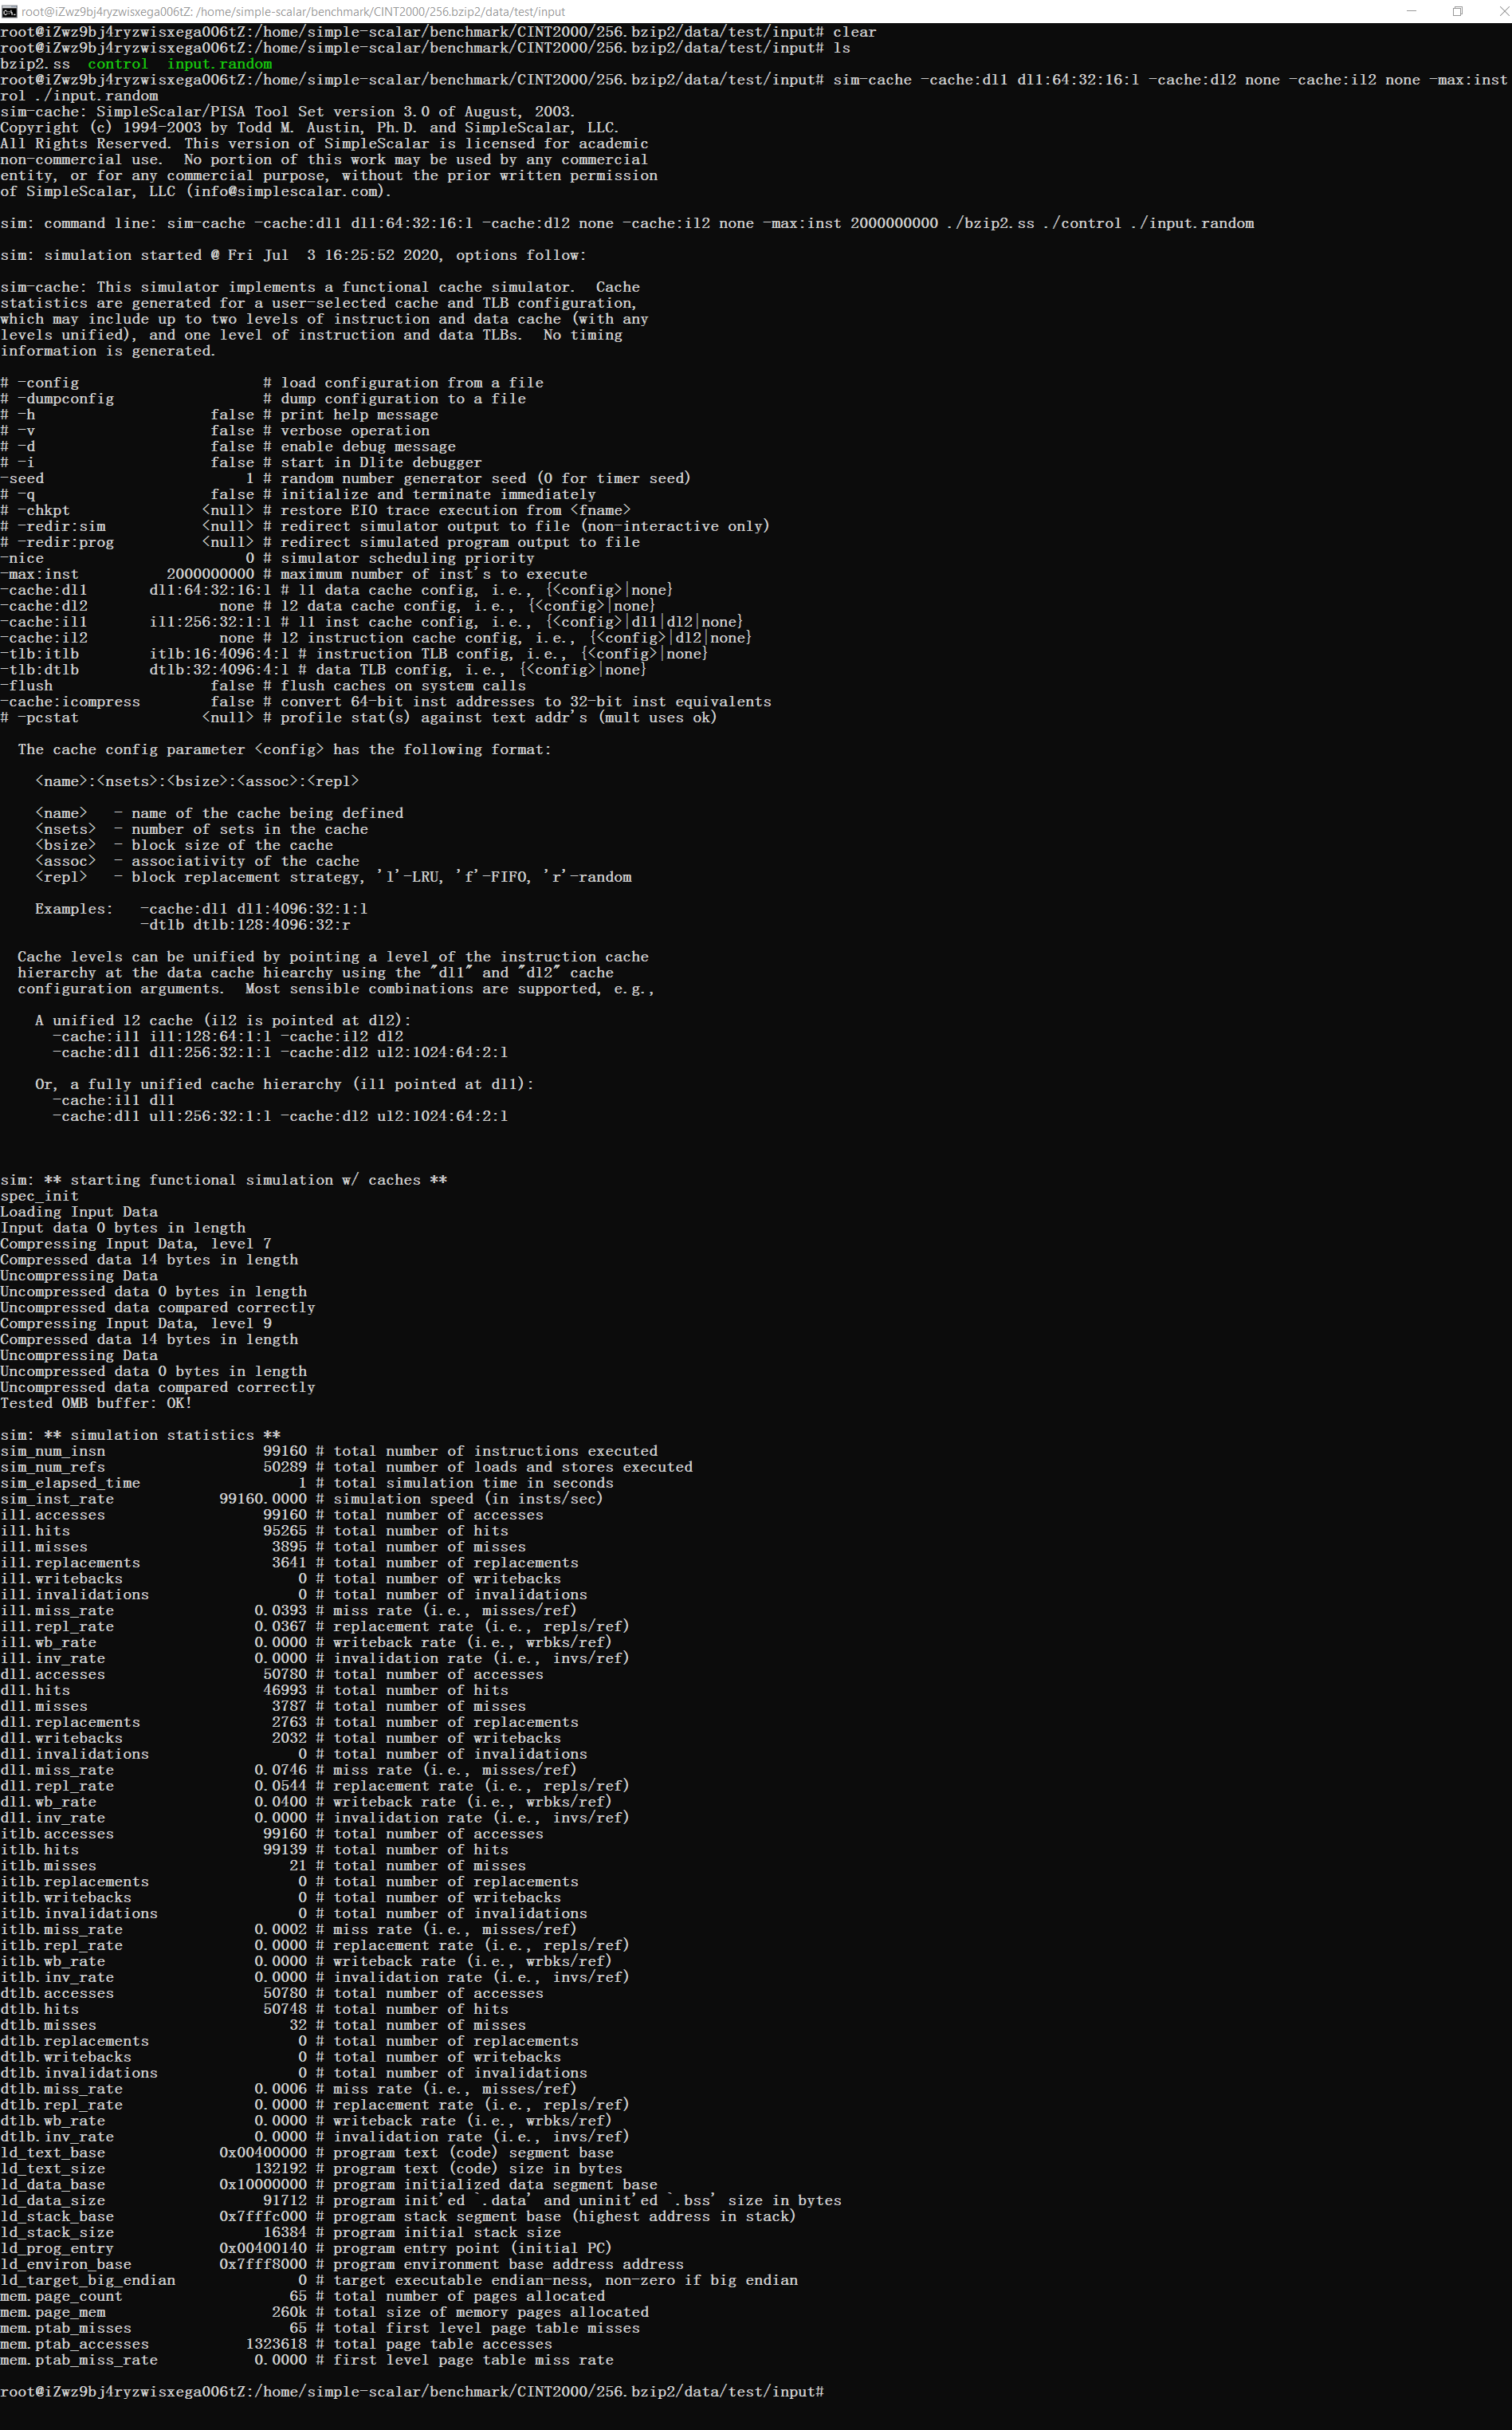 root@iZwz9bj4ryzwisxega006tZ: /home/simple-scalar/benchmark/CINT2000/256.bzip2/data/test/input
root@iZwz9bj4ryzwisxega006tZ:/home/simple-scalar/benchmark/CINT2000/256.bzip2/data/test/input# clear
root@iZwz9bj4ryzwisxega006tZ:/home/simple-scalar/benchmark/CINT2000/256.bzip2/data/test/input# ls
bzip2.ss  control  input.random
root@iZwz9bj4ryzwisxega006tZ:/home/simple-scalar/benchmark/CINT2000/256.bzip2/data/test/input# sim-cache -cache:dl1 dl1:64:32:16:l -cache:dl2 none -cache:il2 none -max:inst
rol ./input.random
sim-cache: SimpleScalar/PISA Tool Set version 3.0 of August, 2003.
Copyright (c) 1994-2003 by Todd M. Austin, Ph.D. and SimpleScalar, LLC.
All Rights Reserved. This version of SimpleScalar is licensed for academic
non-commercial use.  No portion of this work may be used by any commercial
entity, or for any commercial purpose, without the prior written permission
of SimpleScalar, LLC (info@simplescalar.com).

sim: command line: sim-cache -cache:dl1 dl1:64:32:16:l -cache:dl2 none -cache:il2 none -max:inst 2000000000 ./bzip2.ss ./control ./input.random

sim: simulation started @ Fri Jul  3 16:25:52 2020, options follow:

sim-cache: This simulator implements a functional cache simulator.  Cache
statistics are generated for a user-selected cache and TLB configuration,
which may include up to two levels of instruction and data cache (with any
levels unified), and one level of instruction and data TLBs.  No timing
information is generated.

# -config                     # load configuration from a file
# -dumpconfig                 # dump configuration to a file
# -h                    false # print help message
# -v                    false # verbose operation
# -d                    false # enable debug message
# -i                    false # start in Dlite debugger
-seed                       1 # random number generator seed (0 for timer seed)
# -q                    false # initialize and terminate immediately
# -chkpt               <null> # restore EIO trace execution from <fname>
# -redir:sim           <null> # redirect simulator output to file (non-interactive only)
# -redir:prog          <null> # redirect simulated program output to file
-nice                       0 # simulator scheduling priority
-max:inst          2000000000 # maximum number of inst's to execute
-cache:dl1       dl1:64:32:16:l # l1 data cache config, i.e., {<config>|none}
-cache:dl2               none # l2 data cache config, i.e., {<config>|none}
-cache:il1       il1:256:32:1:l # l1 inst cache config, i.e., {<config>|dl1|dl2|none}
-cache:il2               none # l2 instruction cache config, i.e., {<config>|dl2|none}
-tlb:itlb        itlb:16:4096:4:l # instruction TLB config, i.e., {<config>|none}
-tlb:dtlb        dtlb:32:4096:4:l # data TLB config, i.e., {<config>|none}
-flush                  false # flush caches on system calls
-cache:icompress        false # convert 64-bit inst addresses to 32-bit inst equivalents
# -pcstat              <null> # profile stat(s) against text addr's (mult uses ok)

The cache config parameter <config> has the following format:

<name>:<nsets>:<bsize>:<assoc>:<repl>

<name>   - name of the cache being defined
<nsets>  - number of sets in the cache
<bsize>  - block size of the cache
<assoc>  - associativity of the cache
<repl>   - block replacement strategy, 'l'-LRU, 'f'-FIFO, 'r'-random

Examples:   -cache:dl1 dl1:4096:32:1:l
-dtlb dtlb:128:4096:32:r

Cache levels can be unified by pointing a level of the instruction cache
hierarchy at the data cache hiearchy using the "dl1" and "dl2" cache
configuration arguments.  Most sensible combinations are supported, e.g.,

A unified l2 cache (il2 is pointed at dl2):
-cache:il1 il1:128:64:1:l -cache:il2 dl2
-cache:dl1 dl1:256:32:1:l -cache:dl2 ul2:1024:64:2:l

Or, a fully unified cache hierarchy (il1 pointed at dl1):
-cache:il1 dl1
-cache:dl1 ul1:256:32:1:l -cache:dl2 ul2:1024:64:2:l

sim: ** starting functional simulation w/ caches **
spec_init
Loading Input Data
Input data 0 bytes in length
Compressing Input Data, level 7
Compressed data 14 bytes in length
Uncompressing Data
Uncompressed data 0 bytes in length
Uncompressed data compared correctly
Compressing Input Data, level 9
Compressed data 14 bytes in length
Uncompressing Data
Uncompressed data 0 bytes in length
Uncompressed data compared correctly
Tested 0MB buffer: OK!

sim: ** simulation statistics **
sim_num_insn                  99160 # total number of instructions executed
sim_num_refs                  50289 # total number of loads and stores executed
sim_elapsed_time                  1 # total simulation time in seconds
sim_inst_rate            99160.0000 # simulation speed (in insts/sec)
il1.accesses                  99160 # total number of accesses
il1.hits                      95265 # total number of hits
il1.misses                     3895 # total number of misses
il1.replacements               3641 # total number of replacements
il1.writebacks                    0 # total number of writebacks
il1.invalidations                 0 # total number of invalidations
il1.miss_rate                0.0393 # miss rate (i.e., misses/ref)
il1.repl_rate                0.0367 # replacement rate (i.e., repls/ref)
il1.wb_rate                  0.0000 # writeback rate (i.e., wrbks/ref)
il1.inv_rate                 0.0000 # invalidation rate (i.e., invs/ref)
dl1.accesses                  50780 # total number of accesses
dl1.hits                      46993 # total number of hits
dl1.misses                     3787 # total number of misses
dl1.replacements               2763 # total number of replacements
dl1.writebacks                 2032 # total number of writebacks
dl1.invalidations                 0 # total number of invalidations
dl1.miss_rate                0.0746 # miss rate (i.e., misses/ref)
dl1.repl_rate                0.0544 # replacement rate (i.e., repls/ref)
dl1.wb_rate                  0.0400 # writeback rate (i.e., wrbks/ref)
dl1.inv_rate                 0.0000 # invalidation rate (i.e., invs/ref)
itlb.accesses                 99160 # total number of accesses
itlb.hits                     99139 # total number of hits
itlb.misses                      21 # total number of misses
itlb.replacements                 0 # total number of replacements
itlb.writebacks                   0 # total number of writebacks
itlb.invalidations                0 # total number of invalidations
itlb.miss_rate               0.0002 # miss rate (i.e., misses/ref)
itlb.repl_rate               0.0000 # replacement rate (i.e., repls/ref)
itlb.wb_rate                 0.0000 # writeback rate (i.e., wrbks/ref)
itlb.inv_rate                0.0000 # invalidation rate (i.e., invs/ref)
dtlb.accesses                 50780 # total number of accesses
dtlb.hits                     50748 # total number of hits
dtlb.misses                      32 # total number of misses
dtlb.replacements                 0 # total number of replacements
dtlb.writebacks                   0 # total number of writebacks
dtlb.invalidations                0 # total number of invalidations
dtlb.miss_rate               0.0006 # miss rate (i.e., misses/ref)
dtlb.repl_rate               0.0000 # replacement rate (i.e., repls/ref)
dtlb.wb_rate                 0.0000 # writeback rate (i.e., wrbks/ref)
dtlb.inv_rate                0.0000 # invalidation rate (i.e., invs/ref)
ld_text_base             0x00400000 # program text (code) segment base
ld_text_size                 132192 # program text (code) size in bytes
ld_data_base             0x10000000 # program initialized data segment base
ld_data_size                  91712 # program init'ed `.data' and uninit'ed `.bss' size in bytes
ld_stack_base            0x7fffc000 # program stack segment base (highest address in stack)
ld_stack_size                 16384 # program initial stack size
ld_prog_entry            0x00400140 # program entry point (initial PC)
ld_environ_base          0x7fff8000 # program environment base address address
ld_target_big_endian              0 # target executable endian-ness, non-zero if big endian
mem.page_count                   65 # total number of pages allocated
mem.page_mem                   260k # total size of memory pages allocated
mem.ptab_misses                  65 # total first level page table misses
mem.ptab_accesses           1323618 # total page table accesses
mem.ptab_miss_rate           0.0000 # first level page table miss rate

root@iZwz9bj4ryzwisxega006tZ:/home/simple-scalar/benchmark/CINT2000/256.bzip2/data/test/input#